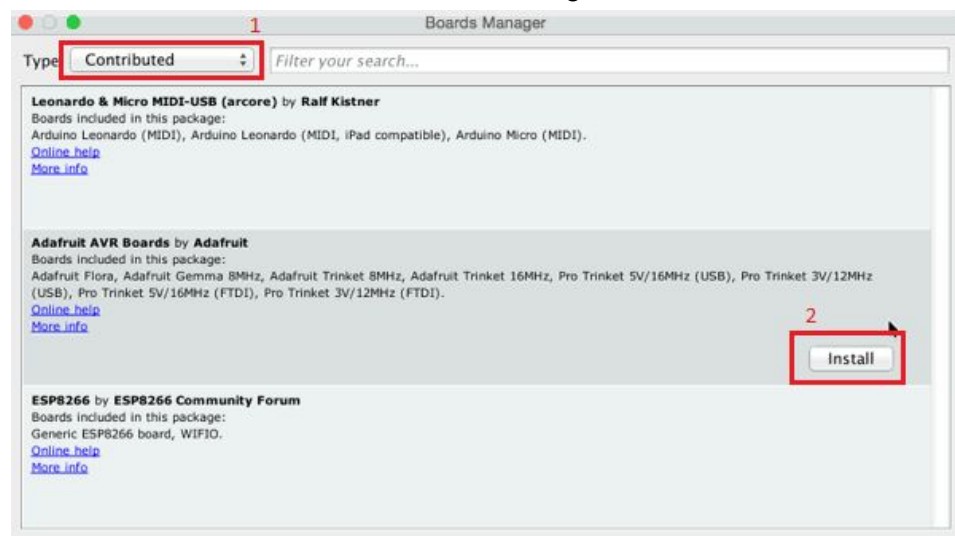 Boards Manager
1
Type Contributed Filter your search...
Leonardo & Micro MIDI-USB (arcore) by Ralf Kistner
Boards included in this package:
Arduino Leonardo (MIDI), Arduino Leonardo (MIDI, iPad compatible), Arduino Micro (MIDI).
Online help
More info
Adafruit AVR Boards by Adafruit
Boards included in this package:
Adafruit Flora, Adafruit Gemma 8MHz, Adafruit Trinket 8MHz, Adafruit Trinket 16MHz, Pro Trinket 5V/16MHz (USB), Pro Trinket 3V/12MHz
(USB), Pro Trinket 5V/16MHz (FTDI), Pro Trinket 3V/12MHz (FTDI).
Online help
More info
2
Install
ESP8266 by ESP8266 Community Forum
Boards included in this package:
Generic ESP8266 board, WIFIO.
Online help
More info